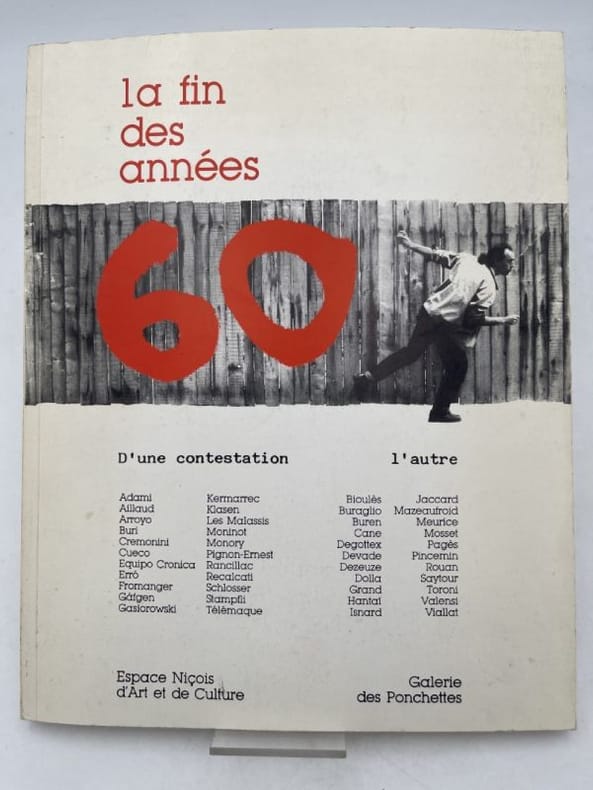 la fin
des
années
60
D'une contestation l'autre
Adami
Aillaud
Arroyo
Buri
Cremonini
Cueco
Equipo Cronica
Erró
Fromanger
Gäfgen
Gasiorowski
Kermarrec
Klasen
Les Malassis
Moninot
Monory
Pignon-Ernest
Rancillac
Recalcati
Schlosser
Stampfli
Télémaque
Bioulès
Buraglio
Buren
Cane
Degottex
Devade
Dezeuze
Dolla
Grand
Hantaï
Isnard
Jaccard
Mazeaufroid
Meurice
Mosset
Pagès
Pincemin
Rouan
Saytour
Toroni
Valensi
Viallat
Espace Niçois
d'Art et de Culture
Galerie
des Ponchettes